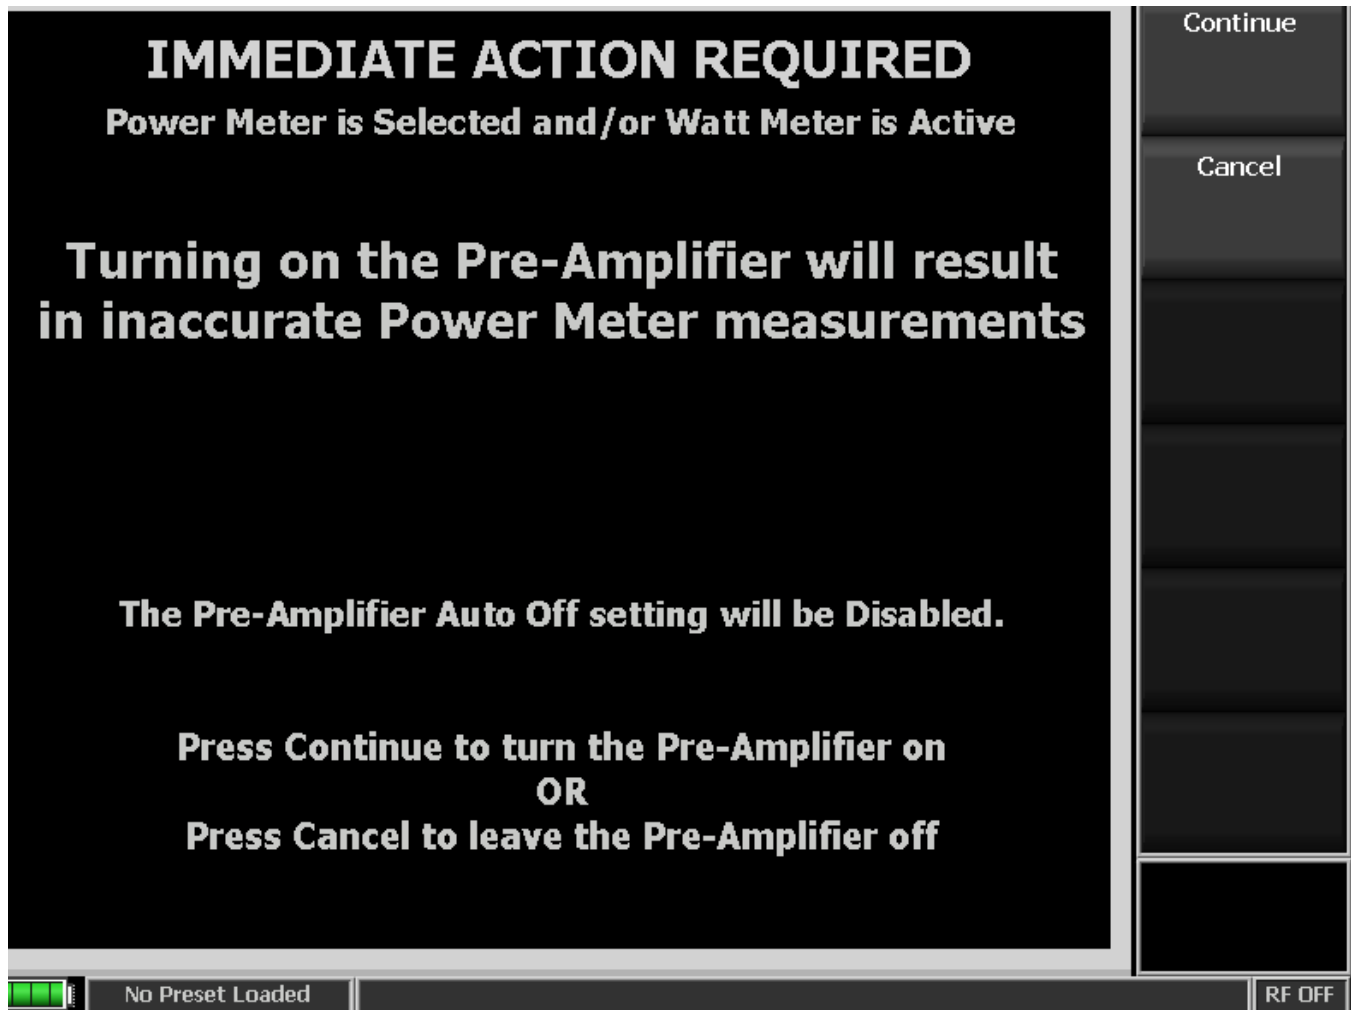 IMMEDIATE ACTION REQUIRED
Power Meter is Selected and/or Watt Meter is Active
Turning on the Pre-Amplifier will result
in inaccurate Power Meter measurements
The Pre-Amplifier Auto Off setting will be Disabled.
Press Continue to turn the Pre-Amplifier on
OR
Press Cancel to leave the Pre-Amplifier off
Continue
Cancel
No Preset Loaded
RF OFF